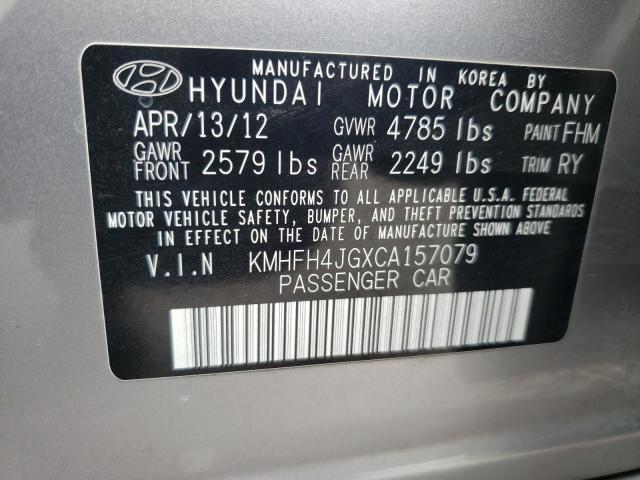 MANUFACTURED IN KOREA BY
HYUNDAI MOTOR COMPANY
APR/13/12 GVWR 4785 lbs PAINT FHM
GAWR FRONT 2579 lbs GAWR REAR 2249 lbs TRIM RY
THIS VEHICLE CONFORMS TO ALL APPLICABLE U.S.A. FEDERAL
MOTOR VEHICLE SAFETY, BUMPER, AND THEFT PREVENTION STANDARDS
IN EFFECT ON THE DATE OF MANUFACTURE SHOWN ABOVE.
V.I.N KMHFH4JGXCA157079
PASSENGER CAR